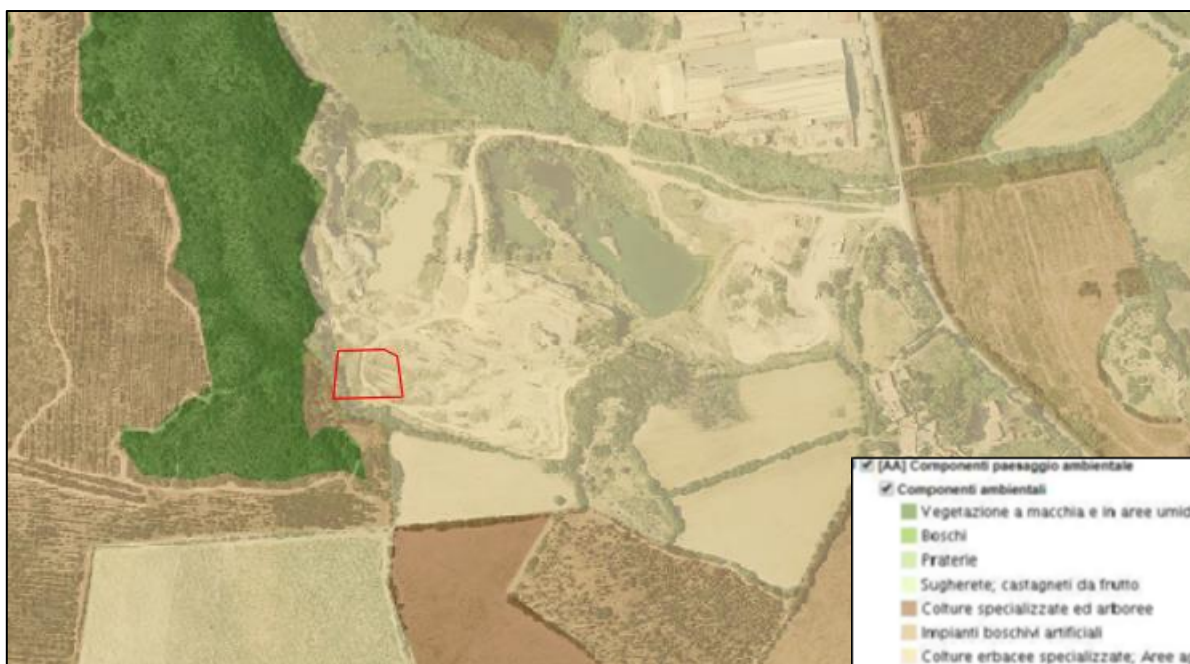 [AA] Componenti paesaggio ambientale
Componenti ambientali
Vegetazione a macchia e in aree umid
Boschi
Praterie
Sugherete; castagneti da frutto
Colture specializzate ed arboree
Impianti boschivi artificiali
Colture erbacee specializzate; Aree ag